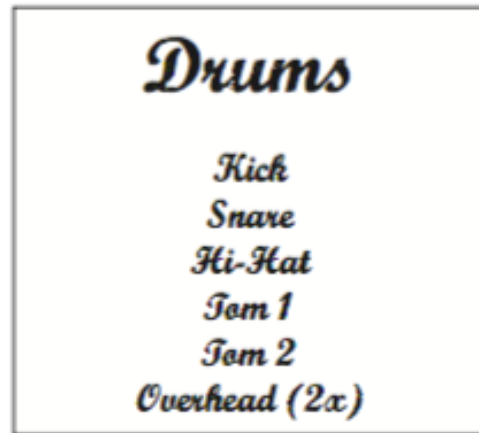 Drums
Kick
Snare
Hi-Hat
Tom 1
Tom 2
Overhead (2x)